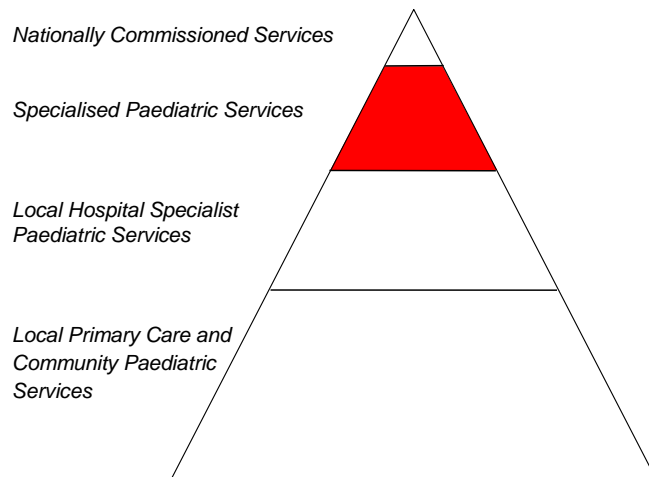 Nationally Commissioned Services
Specialised Paediatric Services
Local Hospital Specialist
Paediatric Services
Local Primary Care and
Community Paediatric
Services